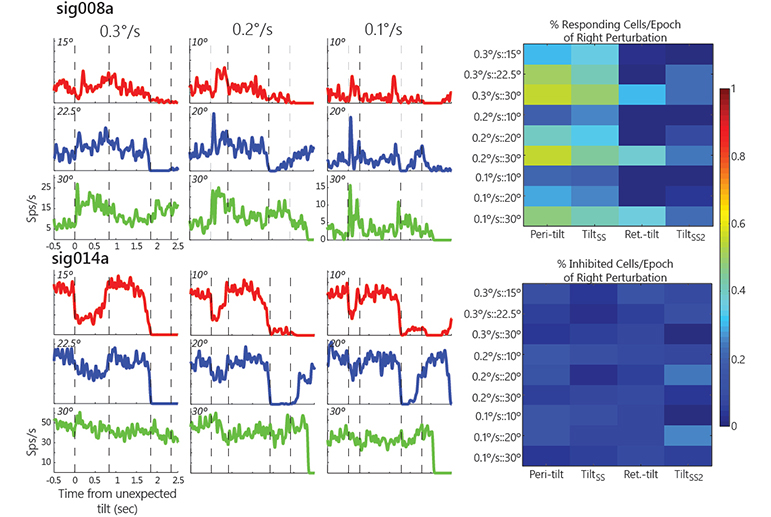 sig008a
0.3°/s 0.2°/s 0.1°/s
15° 10° 10°
22.5° 20° 20°
30° 30° 30°
25
15
5
15
10
5
0
Sps/s
-0.5 0 0.5 1 1.5 2 2.5
sig014a
15° 10° 10°
22.5° 20° 20°
30° 30° 30°
50
40
30
10
Sps/s
-0.5 0 0.5 1 1.5 2 2.5
Time from unexpected
tilt (sec)
% Responding Cells/Epoch
of Right Perturbation
0.3°/s::15°
0.3°/s::22.5°
0.3°/s::30°
0.2°/s::10°
0.2°/s::20°
0.2°/s::30°
0.1°/s::10°
0.1°/s::20°
0.1°/s::30°
Peri-tilt TiltSS Ret.-tilt TiltSS2
% Inhibited Cells/Epoch
of Right Perturbation
0.3°/s::15°
0.3°/s::22.5°
0.3°/s::30°
0.2°/s::10°
0.2°/s::20°
0.2°/s::30°
0.1°/s::10°
0.1°/s::20°
0.1°/s::30°
Peri-tilt TiltSS Ret.-tilt TiltSS2
1
0.8
0.6
0.4
0.2
0